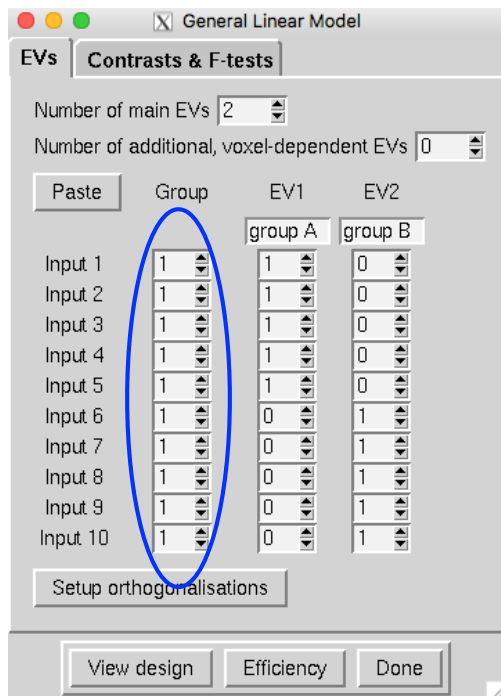 General Linear Model
EVs Contrasts & F-tests
Number of main EVs 2
Number of additional, voxel-dependent EVs 0
Paste Group EV1 EV2
group A group B
Input 1 1 1 0
Input 2 1 1 0
Input 3 1 1 0
Input 4 1 1 0
Input 5 1 1 0
Input 6 1 0 1
Input 7 1 0 1
Input 8 1 0 1
Input 9 1 0 1
Input 10 1 0 1
Setup orthogonalisations
View design Efficiency Done